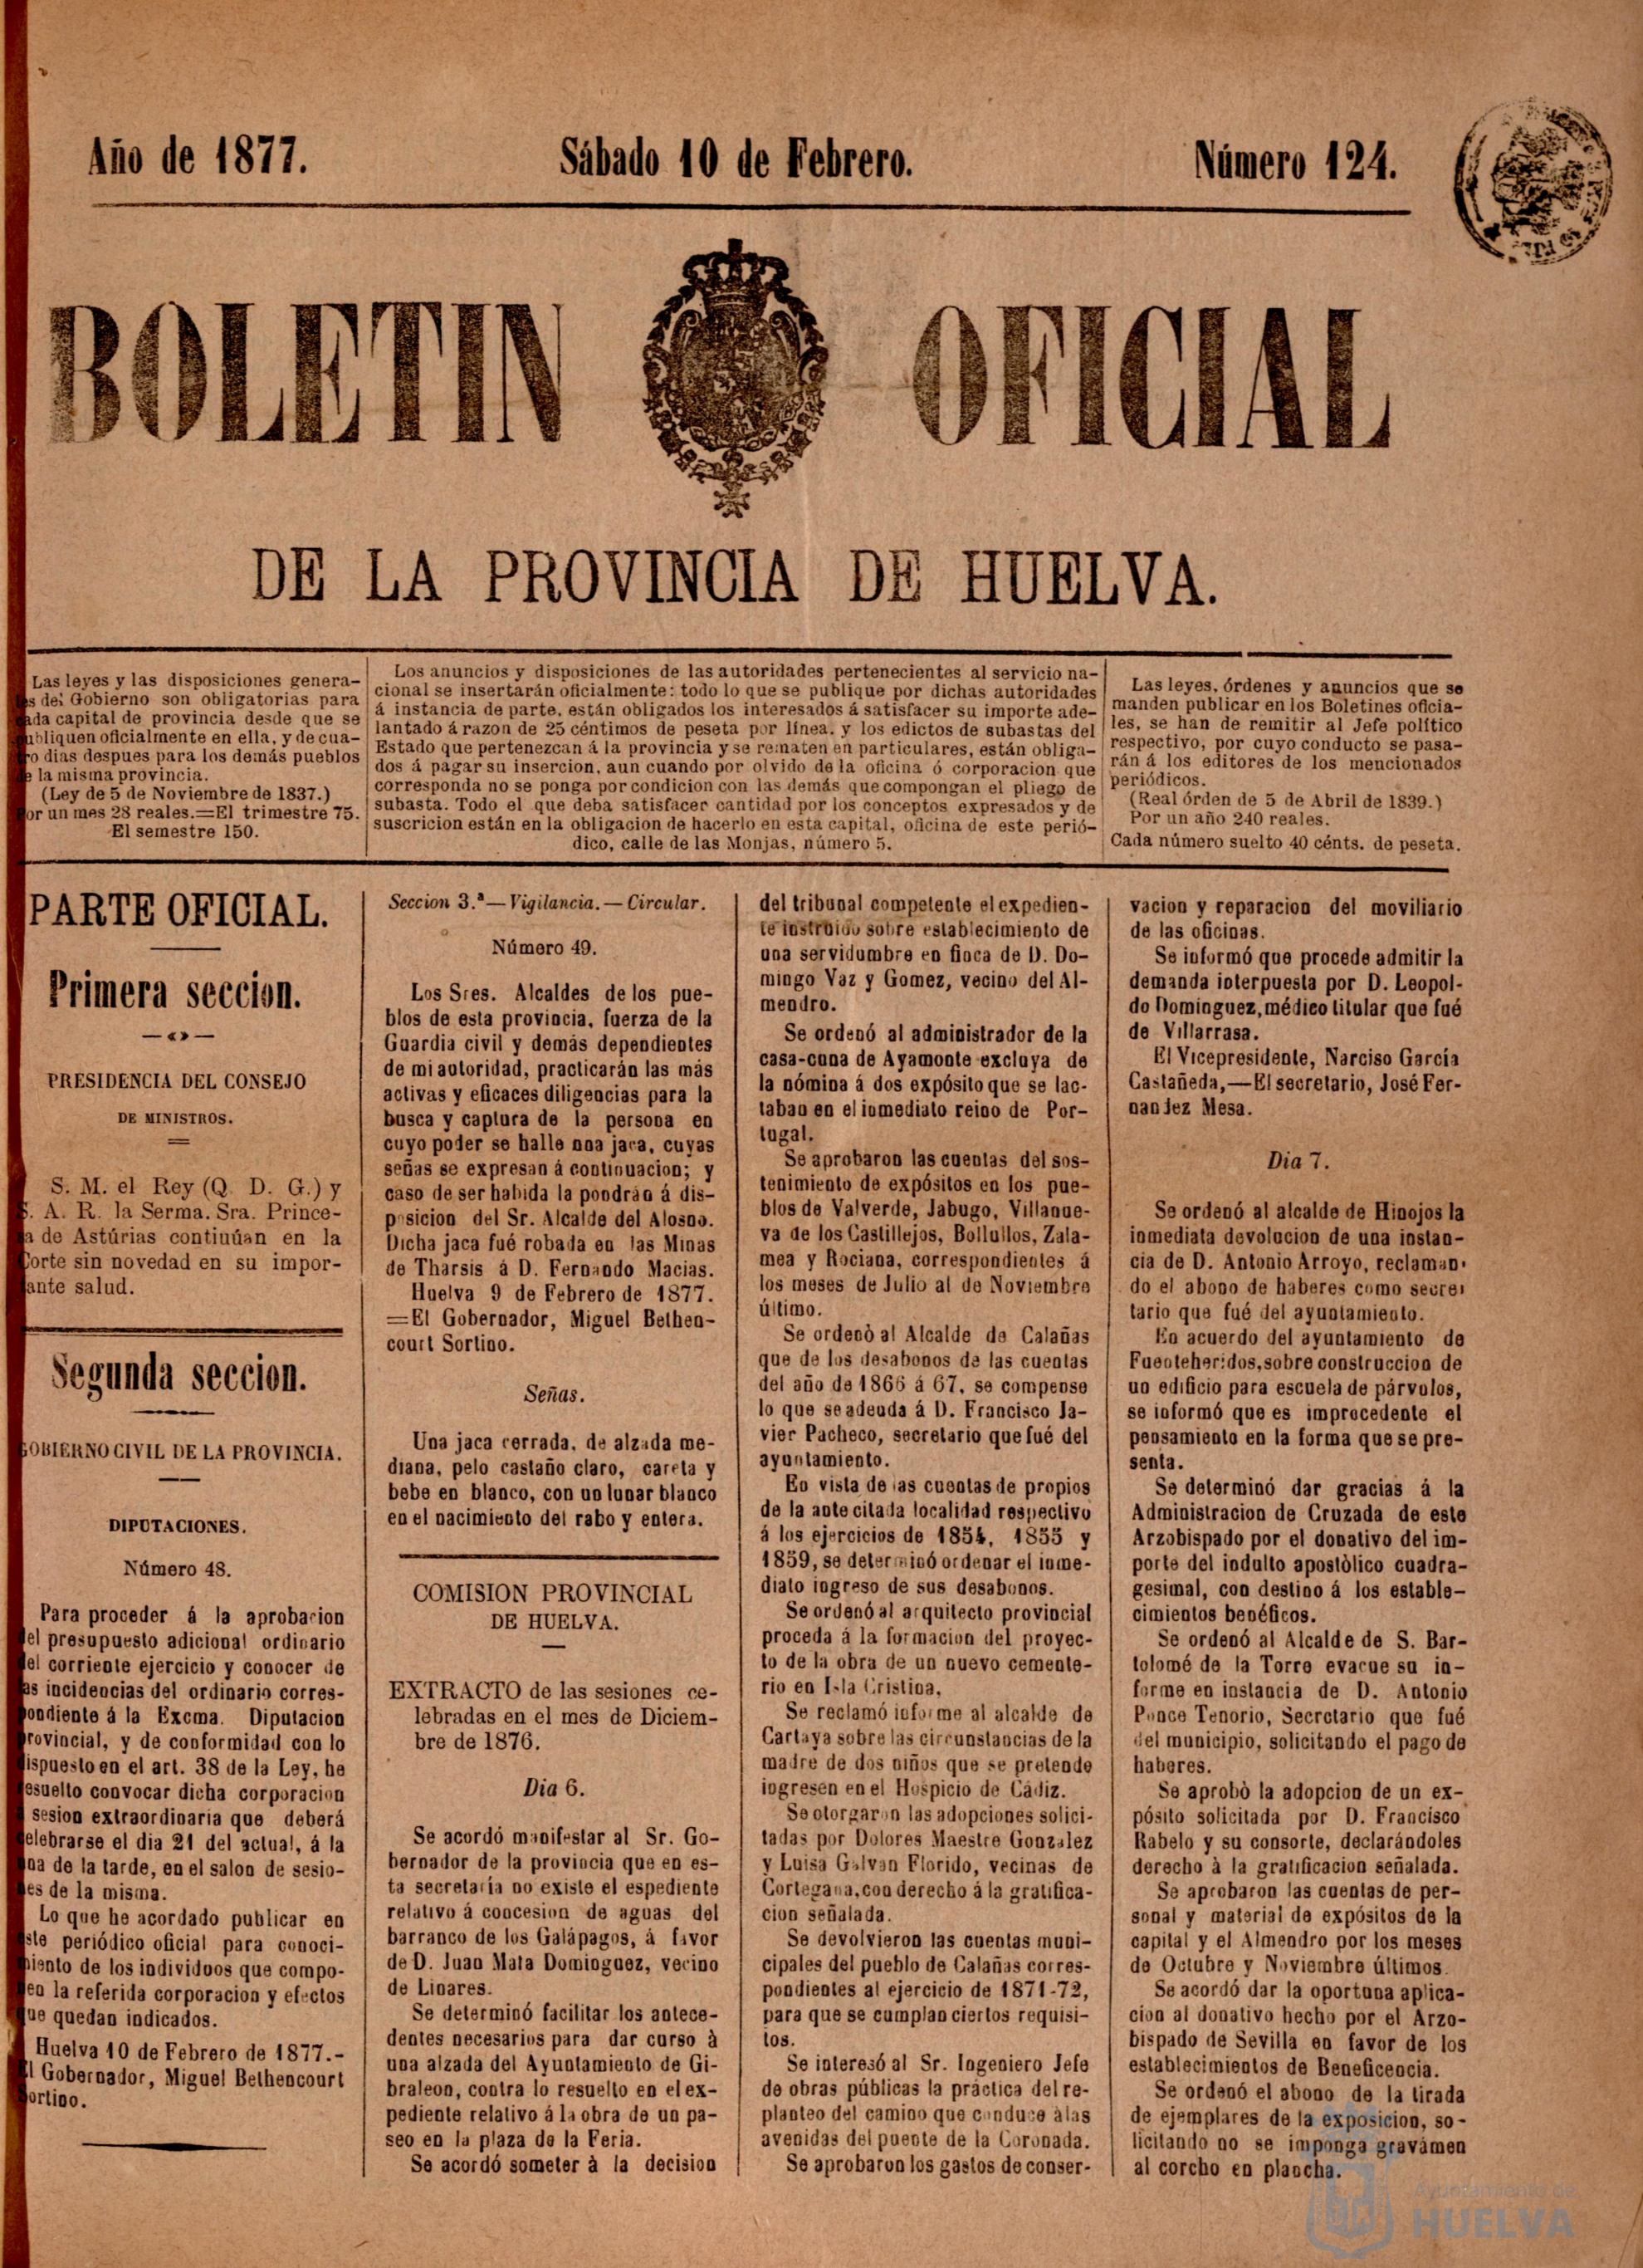 Año de 1877.
Sábado 10 de Febrero.
Número 124.
BOLETIN OFICIAL
DE LA PROVINCIA DE HUELVA.
Las leyes y las disposiciones genera-
es del Gobierno son obligatorias para
ada capital de provincia desde que se
ubliquen oficialmente en ella, y de cua-
ro dias despues para los demás pueblos
e la misma provincia.
(Ley de 5 de Noviembre de 1837.)
or un mes 28 reales.=El trimestre 75.
El semestre 150.
Los anuncios y disposiciones de las autoridades pertenecientes al servicio na-
cional se insertarán oficialmente: todo lo que se publique por dichas autoridades
á instancia de parte, están obligados los interesados á satisfacer su importe ade-
lantado á razon de 25 céntimos de peseta por línea, y los edictos de subastas del
Estado que pertenezcan á la provincia y se rematen en particulares, están obliga-
dos á pagar su insercion, aun cuando por olvido de la oficina ó corporacion que
corresponda no se ponga por condicion con las demás que compongan el pliego de
subasta. Todo el que deba satisfacer cantidad por los conceptos expresados y de
suscricion están en la obligacion de hacerlo en esta capital, oficina de este perió-
dico, calle de las Monjas, número 5.
Las leyes, órdenes y anuncios que se
manden publicar en los Boletines oficia-
les, se han de remitir al Jefe político
respectivo, por cuyo conducto se pasa-
rán á los editores de los mencionados
periódicos.
(Real órden de 5 de Abril de 1839.)
Por un año 240 reales.
Cada número suelto 40 cénts. de peseta.
PARTE OFICIAL.
Primera seccion.
PRESIDENCIA DEL CONSEJO
DE MINISTROS.
S. M. el Rey (Q. D. G.) y
S. A. R. la Serma. Sra. Prince-
a de Astúrias continúan en la
Corte sin novedad en su impor-
tante salud.
Segunda seccion.
GOBIERNO CIVIL DE LA PROVINCIA.
DIPUTACIONES.
Número 48.
Para proceder á la aprobacion
del presupuesto adicional ordinario
del corriente ejercicio y conocer de
as incidencias del ordinario corres-
pondiente á la Excma. Diputacion
provincial, y de conformidad con lo
dispuesto en el art. 38 de la Ley, he
resuelto convocar dicha corporacion
á sesion extraordinaria que deberá
celebrarse el dia 21 del actual, á la
una de la tarde, en el salon de sesio-
nes de la misma.
Lo que he acordado publicar en
este periódico oficial para conoci-
miento de los individuos que compo-
nen la referida corporacion y efectos
que quedan indicados.
Huelva 10 de Febrero de 1877.-
El Gobernador, Miguel Bethencourt
Sortino.
Seccion 3.ª—Vigilancia.—Circular.
Número 49.
Los Sres. Alcaldes de los pue-
blos de esta provincia, fuerza de la
Guardia civil y demás dependientes
de mi autoridad, practicarán las más
activas y eficaces diligencias para la
busca y captura de la persona en
cuyo poder se halle una jaca, cuyas
señas se expresan á continuacion; y
caso de ser habida la pondrán á dis-
posicion del Sr. Alcalde del Alosno.
Dicha jaca fué robada en las Minas
de Tharsis á D. Fernando Macias.
Huelva 9 de Febrero de 1877.
=El Gobernador, Miguel Bethen-
court Sortino.
Señas.
Una jaca cerrada, de alzada me-
diana, pelo castaño claro, careta y
bebe en blanco, con un lunar blanco
en el nacimiento del rabo y entera.
COMISION PROVINCIAL
DE HUELVA.
EXTRACTO de las sesiones ce-
lebradas en el mes de Diciem-
bre de 1876.
Dia 6.
Se acordó manifestar al Sr. Go-
bernador de la provincia que en es-
ta secretaría no existe el espediente
relativo á concesion de aguas del
barranco de los Galápagos, á favor
de D. Juan Mata Dominguez, vecino
de Linares.
Se determinó facilitar los antece-
dentes necesarios para dar curso à
una alzada del Ayuntamiento de Gi-
braleon, contra lo resuelto en el ex-
pediente relativo á la obra de un pa-
seo en la plaza de la Feria.
Se acordó someter à la decision
del tribunal competente el expedien-
te instruido sobre establecimiento de
una servidumbre en finca de D. Do-
mingo Vaz y Gomez, vecino del Al-
mendro.
Se ordenó al administrador de la
casa-cuna de Ayamonte excluya de
la nómina á dos expósito que se lac-
taban en el inmediato reino de Por-
tugal.
Se aprobaron las cuentas del sos-
tenimiento de expósitos en los pue-
blos de Valverde, Jabugo, Villanue-
va de los Castillejos, Bollullos, Zala-
mea y Rociana, correspondientes á
los meses de Julio al de Noviembre
último.
Se ordenò al Alcalde de Calañas
que de los desabonos de las cuentas
del año de 1866 á 67, se compense
lo que se adeuda á D. Francisco Ja-
vier Pacheco, secretario que fué del
ayuntamiento.
En vista de las cuentas de propios
de la antecitada localidad respectivo
á los ejercicios de 1854, 1855 y
1859, se determinó ordenar el inme-
diato ingreso de sus desabonos.
Se ordenó al arquitecto provincial
proceda á la formacion del proyec-
to de la obra de un nuevo cemente-
rio en Isla Cristina.
Se reclamó informe al alcalde de
Cartaya sobre las circunstancias de la
madre de dos niños que se pretende
ingresen en el Hospicio de Cádiz.
Se otorgaron las adopciones solici-
tadas por Dolores Maestre Gonzalez
y Luisa Galvan Florido, vecinas de
Cortegana, con derecho á la gratifica-
cion señalada.
Se devolvieron las cuentas muni-
cipales del pueblo de Calañas corres-
pondientes al ejercicio de 1871-72,
para que se cumplan ciertos requisi-
tos.
Se interesó al Sr. Ingeniero Jefe
de obras públicas la práctica del re-
planteo del camino que conduce à las
avenidas del puente de la Coronada.
Se aprobaron los gastos de conser-
vacion y reparacion del moviliario
de las oficinas.
Se informó que procede admitir la
demanda interpuesta por D. Leopol-
do Dominguez, médico titular que fué
de Villarrasa.
El Vicepresidente, Narciso García
Castañeda,—El secretario, José Fer-
nandez Mesa.
Dia 7.
Se ordenó al alcalde de Hinojos la
inmediata devolucion de una instan-
cia de D. Antonio Arroyo, reclaman-
do el abono de haberes como secre-
tario que fué del ayuntamiento.
En acuerdo del ayuntamiento de
Fuenteheridos, sobre construccion de
un edificio para escuela de párvulos,
se informó que es improcedente el
pensamiento en la forma que se pre-
senta.
Se determinó dar gracias á la
Administracion de Cruzada de este
Arzobispado por el donativo del im-
porte del indulto apostòlico cuadra-
gesimal, con destino á los estable-
cimientos benéficos.
Se ordenó al Alcalde de S. Bar-
tolomé de la Torre evacue su in-
forme en instancia de D. Antonio
Ponce Tenorio, Secretario que fué
del municipio, solicitando el pago de
haberes.
Se aprobò la adopcion de un ex-
pósito solicitada por D. Francisco
Rabelo y su consorte, declarándoles
derecho à la gratificacion señalada.
Se aprobaron las cuentas de per-
sonal y material de expósitos de la
capital y el Almendro por los meses
de Octubre y Noviembre últimos.
Se acordó dar la oportuna aplica-
cion al donativo hecho por el Arzo-
bispado de Sevilla en favor de los
establecimientos de Beneficencia.
Se ordenó el abono de la tirada
de ejemplares de la exposicion, so-
licitando no se imponga gravámen
al corcho en plancha.
Ayuntamiento de
HUELVA